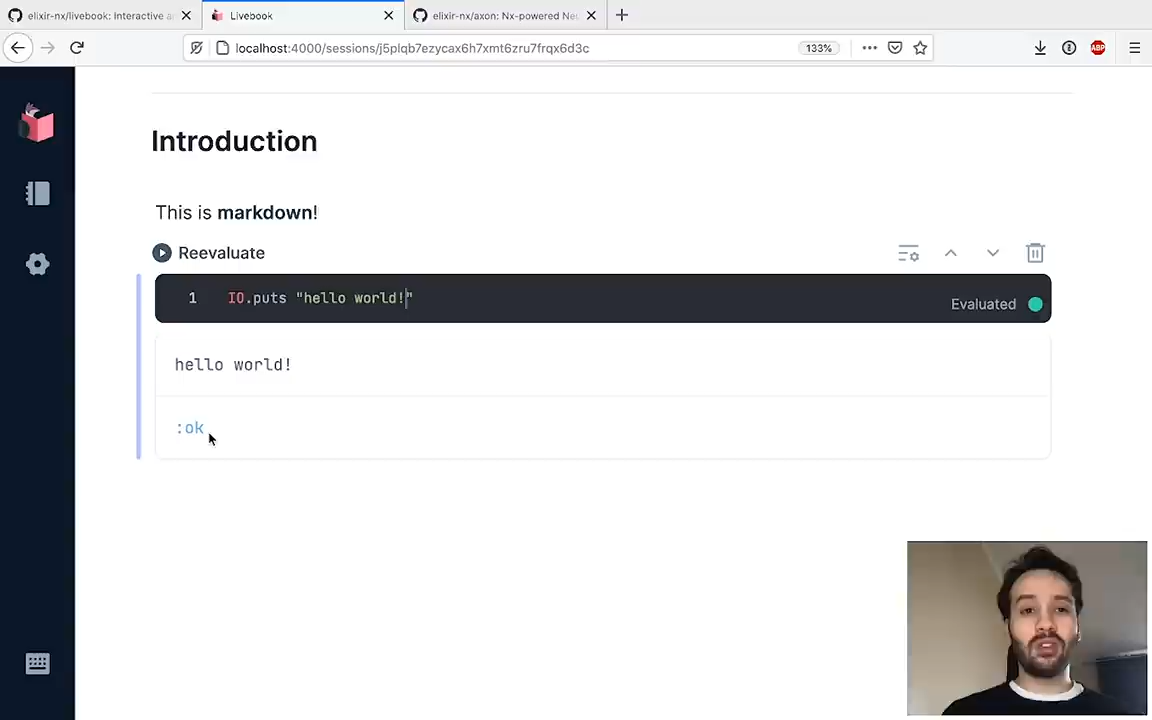 elixir-nx/livebook: Interactive a
Livebook
elixir-nx/axon: Nx-powered Ne
localhost:4000/sessions/j5plqb7ezycax6h7xmt6zru7frqx6d3c
133%
ABP
Introduction
This is markdown!
Reevaluate
1 IO.puts "hello world!"
Evaluated
hello world!
:ok